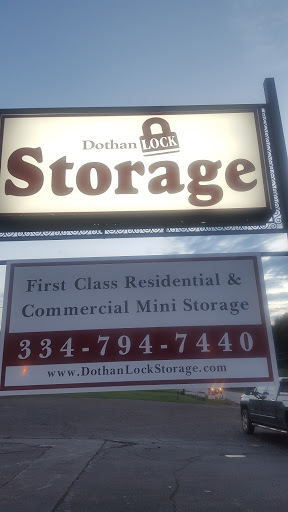 Dothan LOCK
Storage
First Class Residential &
Commercial Mini Storage
334-794-7440
www.DothanLockStorage.com